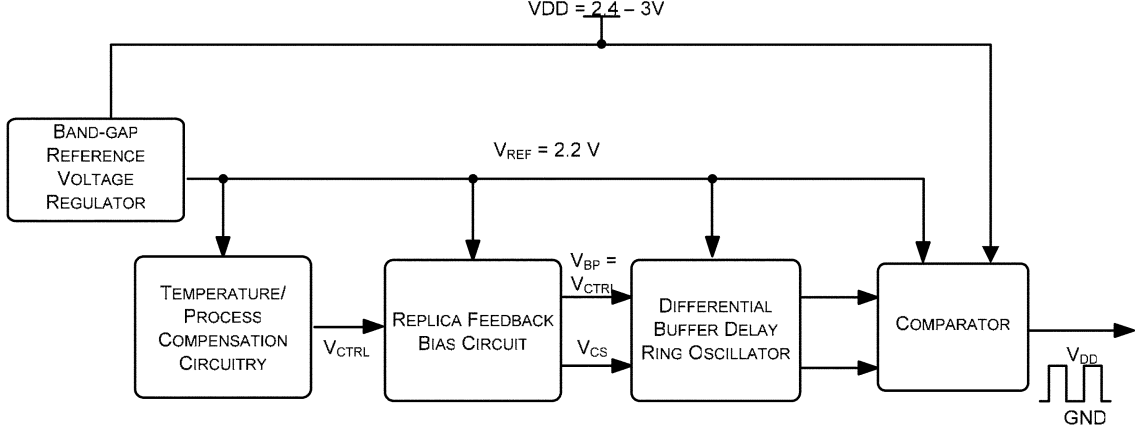 VDD = 2.4 – 3V
BAND-GAP
REFERENCE
VOLTAGE
REGULATOR
VREF = 2.2 V
TEMPERATURE/
PROCESS
COMPENSATION
CIRCUITRY
VCTRL
REPLICA FEEDBACK
BIAS CIRCUIT
VBP =
VCTRL
VCS
DIFFERENTIAL
BUFFER DELAY
RING OSCILLATOR
COMPARATOR
VDD
GND